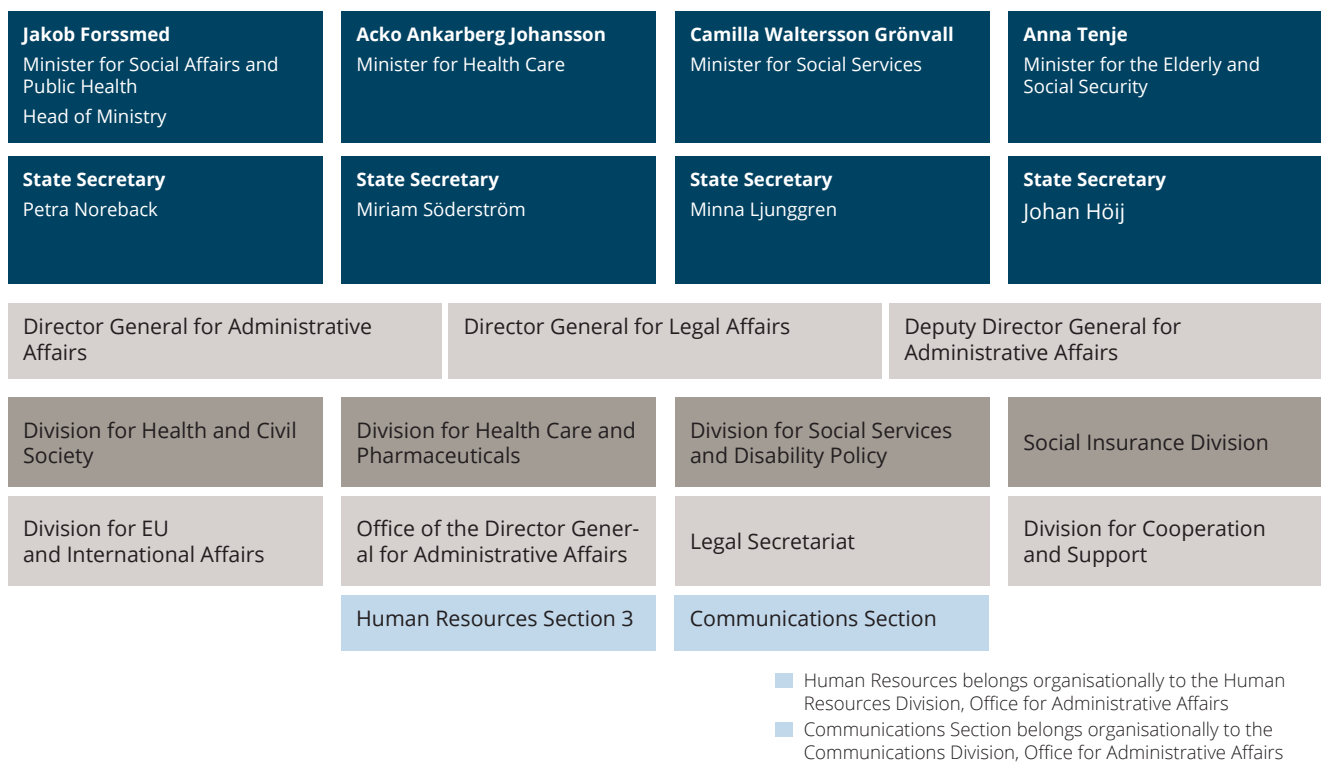 Jakob Forssmed
Minister for Social Affairs and
Public Health
Head of Ministry
Acko Ankarberg Johansson
Minister for Health Care
Camilla Waltersson Grönvall
Minister for Social Services
Anna Tenje
Minister for the Elderly and
Social Security
State Secretary
Petra Noreback
State Secretary
Miriam Söderström
State Secretary
Minna Ljunggren
State Secretary
Johan Höij
Director General for Administrative
Affairs
Director General for Legal Affairs
Deputy Director General for
Administrative Affairs
Division for Health and Civil
Society
Division for Health Care and
Pharmaceuticals
Division for Social Services
and Disability Policy
Social Insurance Division
Division for EU
and International Affairs
Office of the Director Gener-
al for Administrative Affairs
Legal Secretariat
Division for Cooperation
and Support
Human Resources Section 3
Communications Section
Human Resources belongs organisationally to the Human
Resources Division, Office for Administrative Affairs
Communications Section belongs organisationally to the
Communications Division, Office for Administrative Affairs